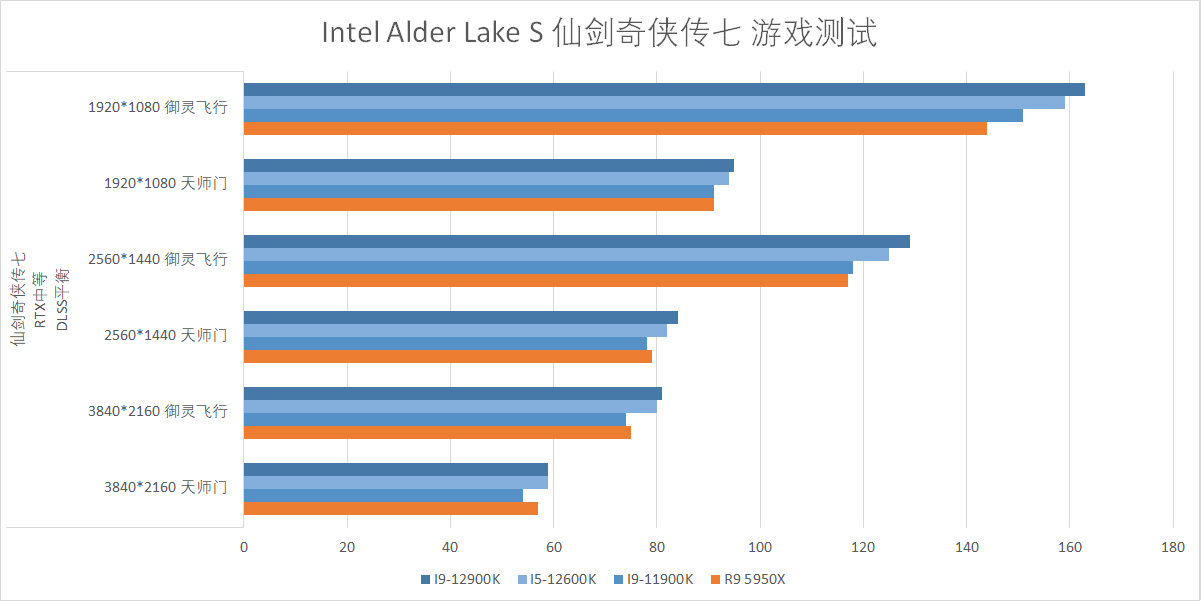 Intel Alder Lake S 仙剑奇侠传七 游戏测试
1920*1080 御灵飞行
1920*1080 天师门
2560*1440 御灵飞行
2560*1440 天师门
3840*2160 御灵飞行
3840*2160 天师门
仙剑奇侠传七
RTX中等
DLSS平衡
0 20 40 60 80 100 120 140 160 180
I9-12900K I5-12600K I9-11900K R9 5950X